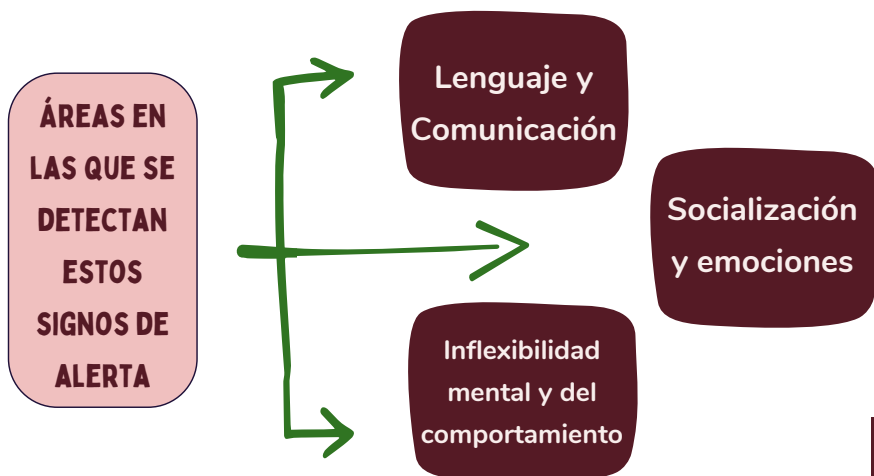 ÁREAS EN
LAS QUE SE
DETECTAN
ESTOS
SIGNOS DE
ALERTA
Lenguaje y
Comunicación
Socialización
y emociones
Inflexibilidad
mental y del
comportamiento